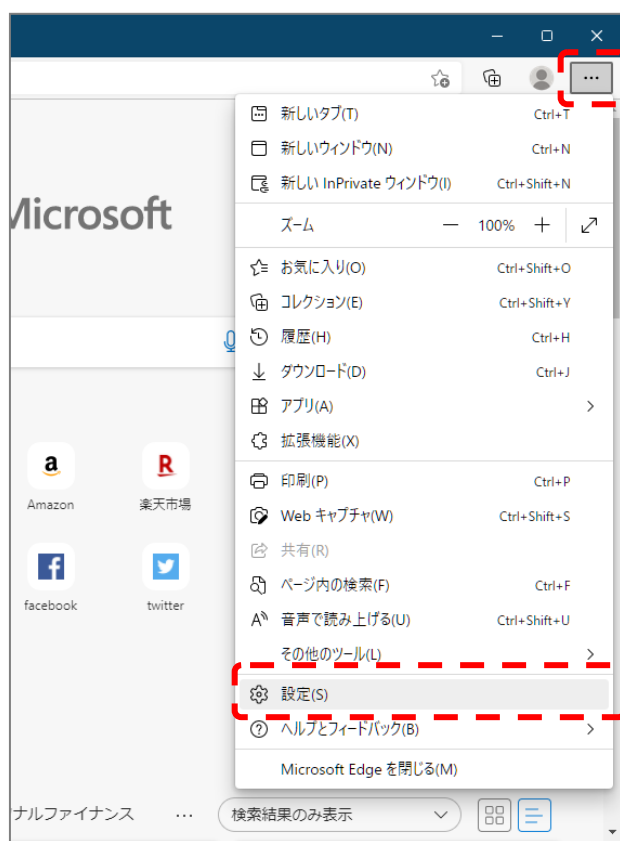 新しいタブ(T) Ctrl+T
新しいウィンドウ(N) Ctrl+N
新しい InPrivate ウィンドウ(I) Ctrl+Shift+N
Microsoft
ズーム 100%
お気に入り(O) Ctrl+Shift+O
コレクション(E) Ctrl+Shift+Y
履歴(H) Ctrl+H
ダウンロード(D) Ctrl+J
アプリ(A)
拡張機能(X)
a R
印刷(P) Ctrl+P
Amazon 楽天市場
Web キャプチャ(W) Ctrl+Shift+S
共有(R)
ページ内の検索(F) Ctrl+F
facebook twitter
音声で読み上げる(U) Ctrl+Shift+U
その他のツール(L)
設定(S)
ヘルプとフィードバック(B)
Microsoft Edge を閉じる(M)
ナルファイナンス … 検索結果のみ表示